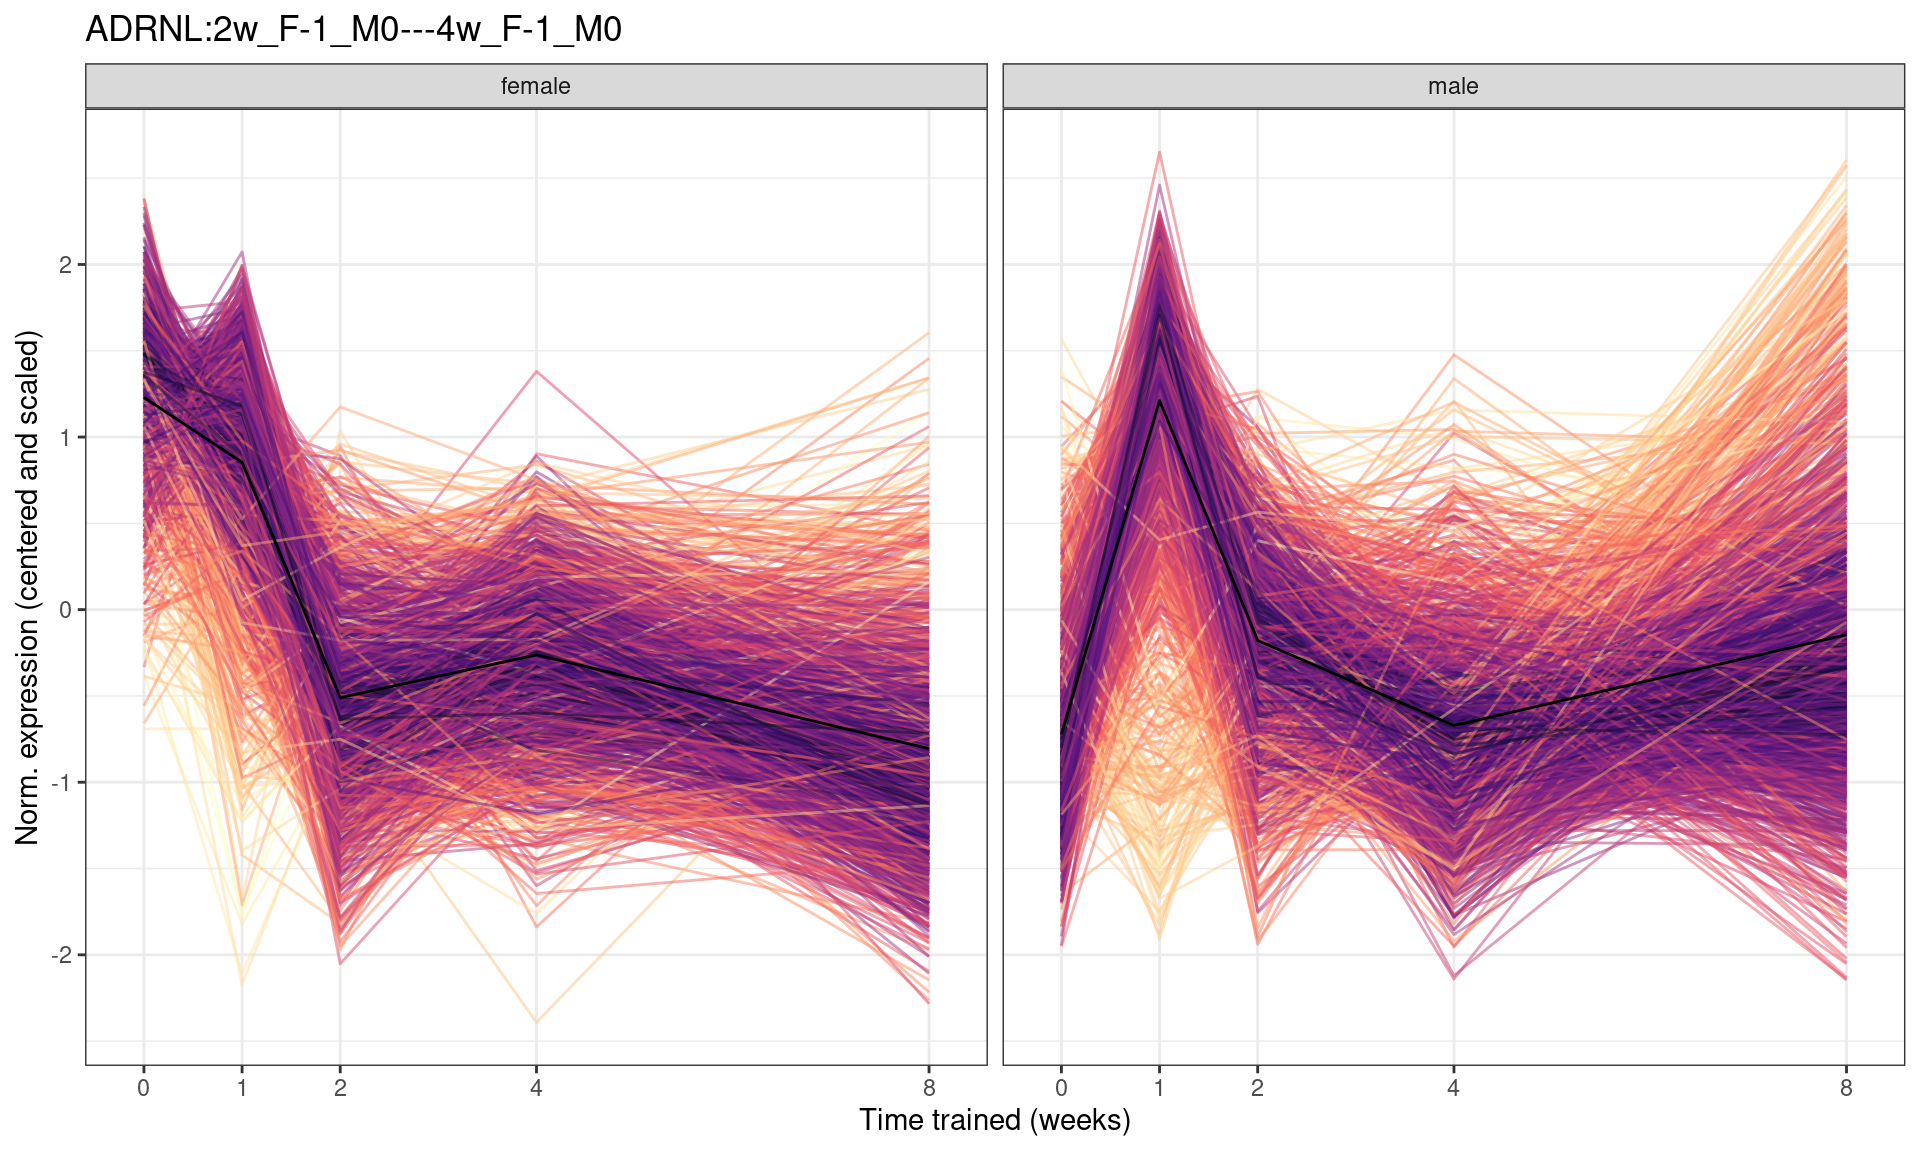 ADRNL:2w_F-1_M0---4w_F-1_M0
female
male
Norm. expression (centered and scaled)
2
1
0
-1
-2
0 1 2 4 8
0 1 2 4 8
Time trained (weeks)